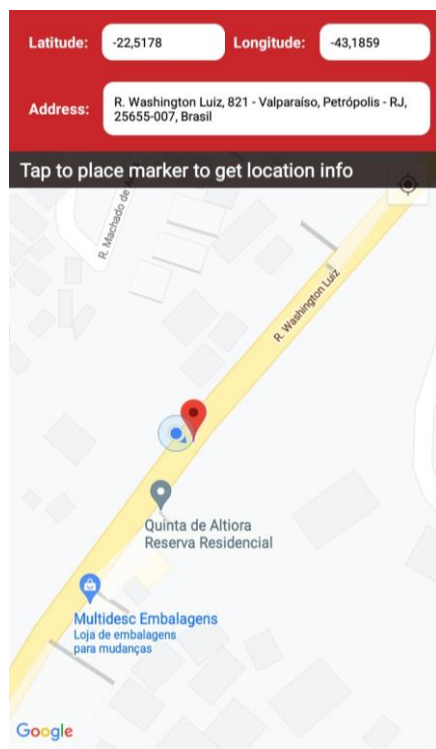 Latitude: -22,5178 Longitude: -43,1859
Address: R. Washington Luiz, 821 - Valparaíso, Petrópolis - RJ,
25655-007, Brasil
Tap to place marker to get location info
R. Machado de A
R. Washington Luiz
Quinta de Altiora
Reserva Residencial
Multidesc Embalagens
Loja de embalagens
para mudanças
Google